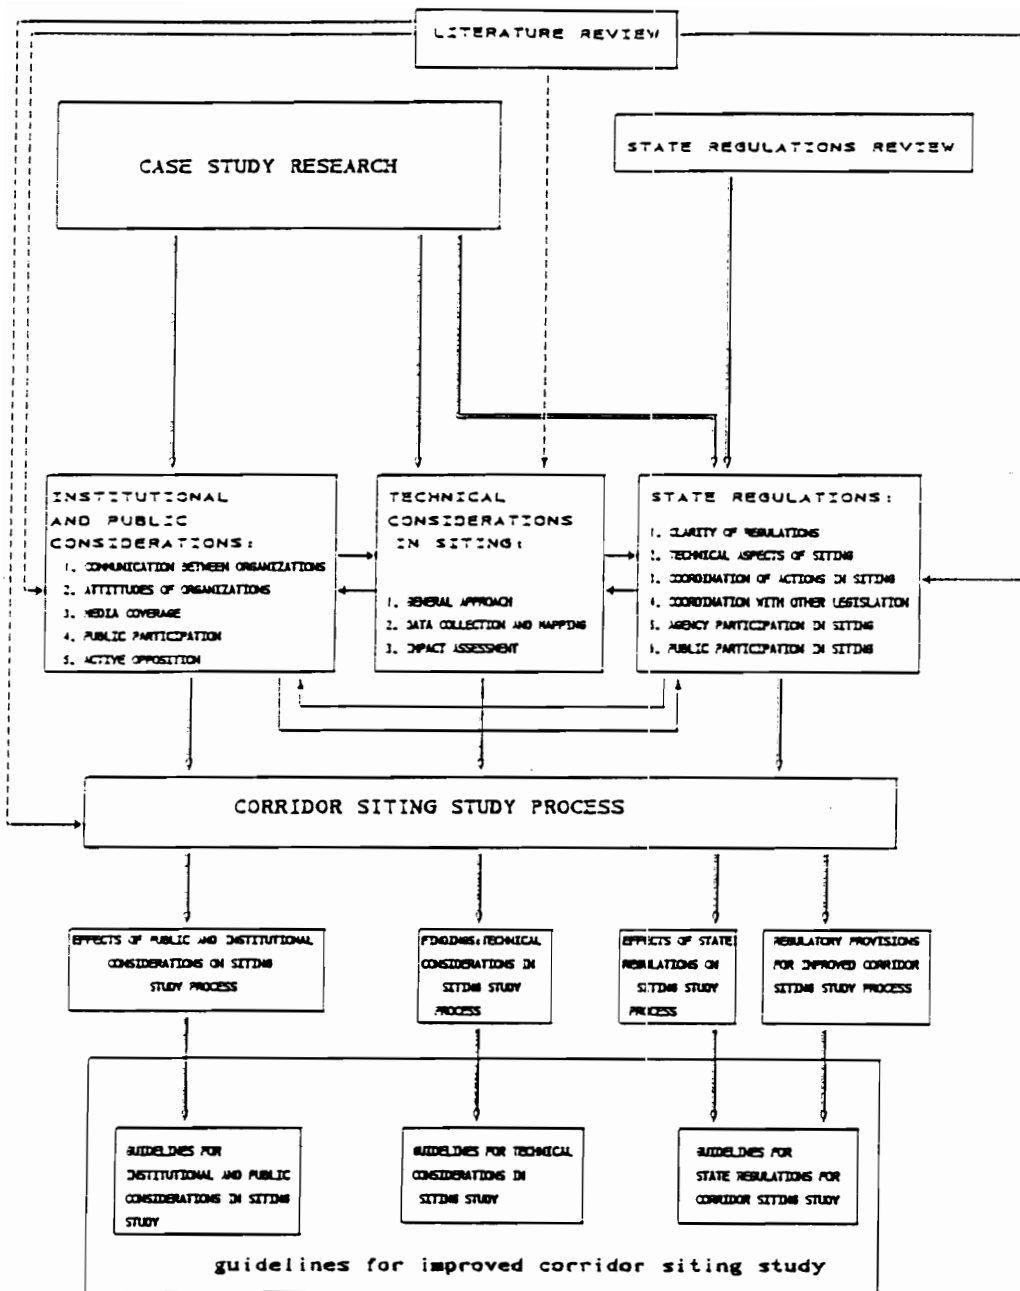 LITERATURE REVIEW
CASE STUDY RESEARCH
STATE REGULATIONS REVIEW
INSTITUTIONAL
AND PUBLIC
CONSIDERATIONS:
1. COMMUNICATION BETWEEN ORGANIZATIONS
2. ATTITUDES OF ORGANIZATIONS
3. MEDIA COVERAGE
4. PUBLIC PARTICIPATION
5. ACTIVE OPPOSITION
TECHNICAL
CONSIDERATIONS
IN SITING:
1. GENERAL APPROACH
2. DATA COLLECTION AND MAPPING
3. IMPACT ASSESSMENT
STATE REGULATIONS:
1. CLARITY OF REGULATIONS
2. TECHNICAL ASPECTS OF SITING
3. COORDINATION OF ACTIONS IN SITING
4. COORDINATION WITH OTHER LEGISLATION
5. AGENCY PARTICIPATION IN SITING
6. PUBLIC PARTICIPATION IN SITING
CORRIDOR SITING STUDY PROCESS
EFFECTS OF PUBLIC AND INSTITUTIONAL
CONSIDERATIONS ON SITING
STUDY PROCESS
FINDINGS:TECHNICAL
CONSIDERATIONS IN
SITING STUDY
PROCESS
EFFECTS OF STATE
REGULATIONS ON
SITING STUDY
PROCESS
REGULATORY PROVISIONS
FOR IMPROVED CORRIDOR
SITING STUDY PROCESS
GUIDELINES FOR
INSTITUTIONAL AND PUBLIC
CONSIDERATIONS IN SITING
STUDY
GUIDELINES FOR TECHNICAL
CONSIDERATIONS IN
SITING STUDY
GUIDELINES FOR
STATE REGULATIONS FOR
CORRIDOR SITING STUDY
guidelines for improved corridor siting study